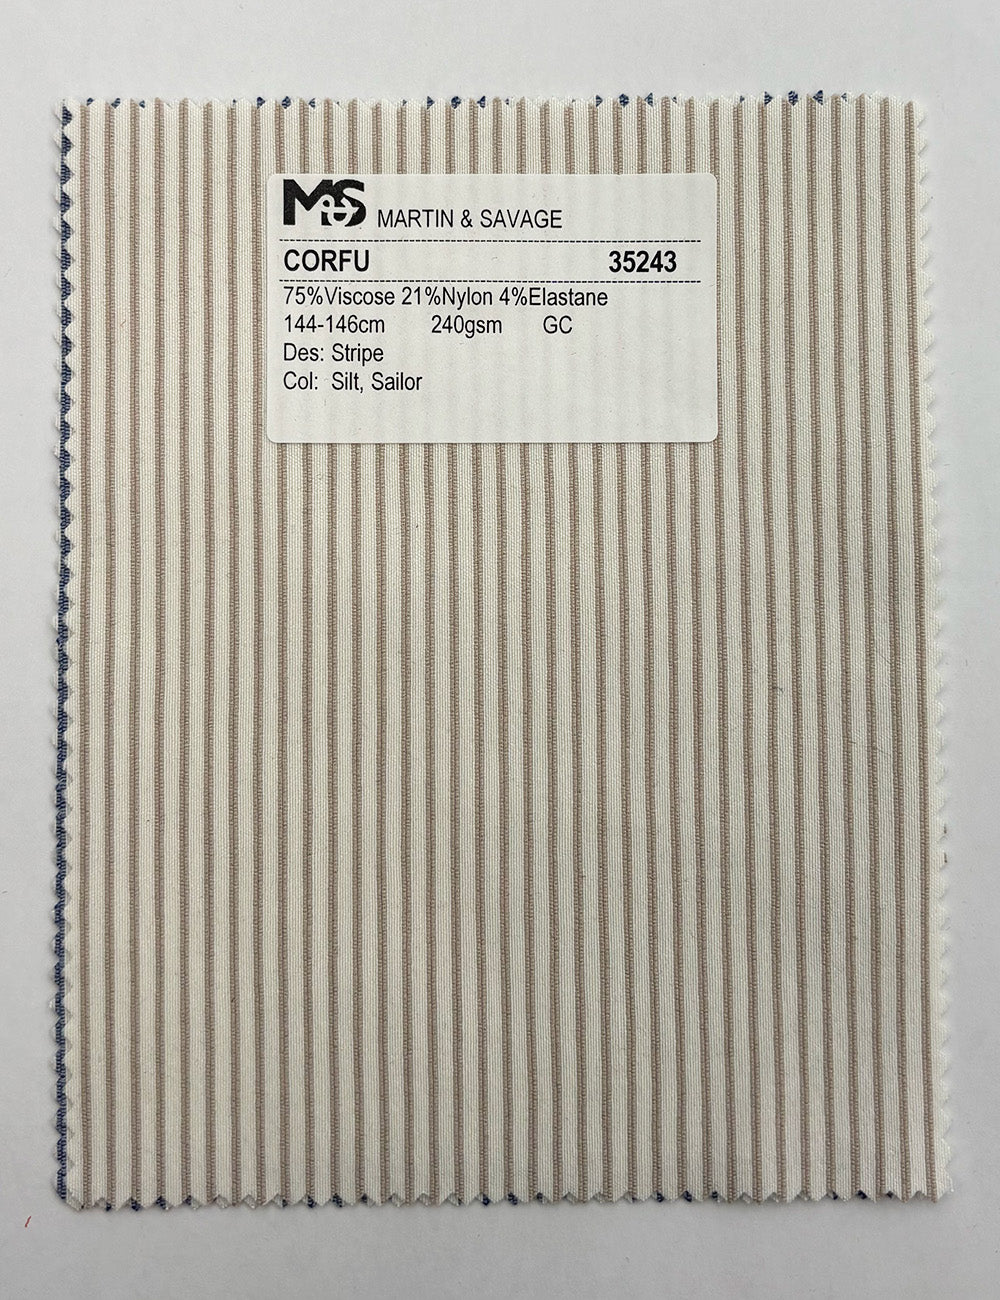 M&S MARTIN & SAVAGE
CORFU 35243
75%Viscose 21%Nylon 4%Elastane
144-146cm 240gsm GC
Des: Stripe
Col: Silt, Sailor